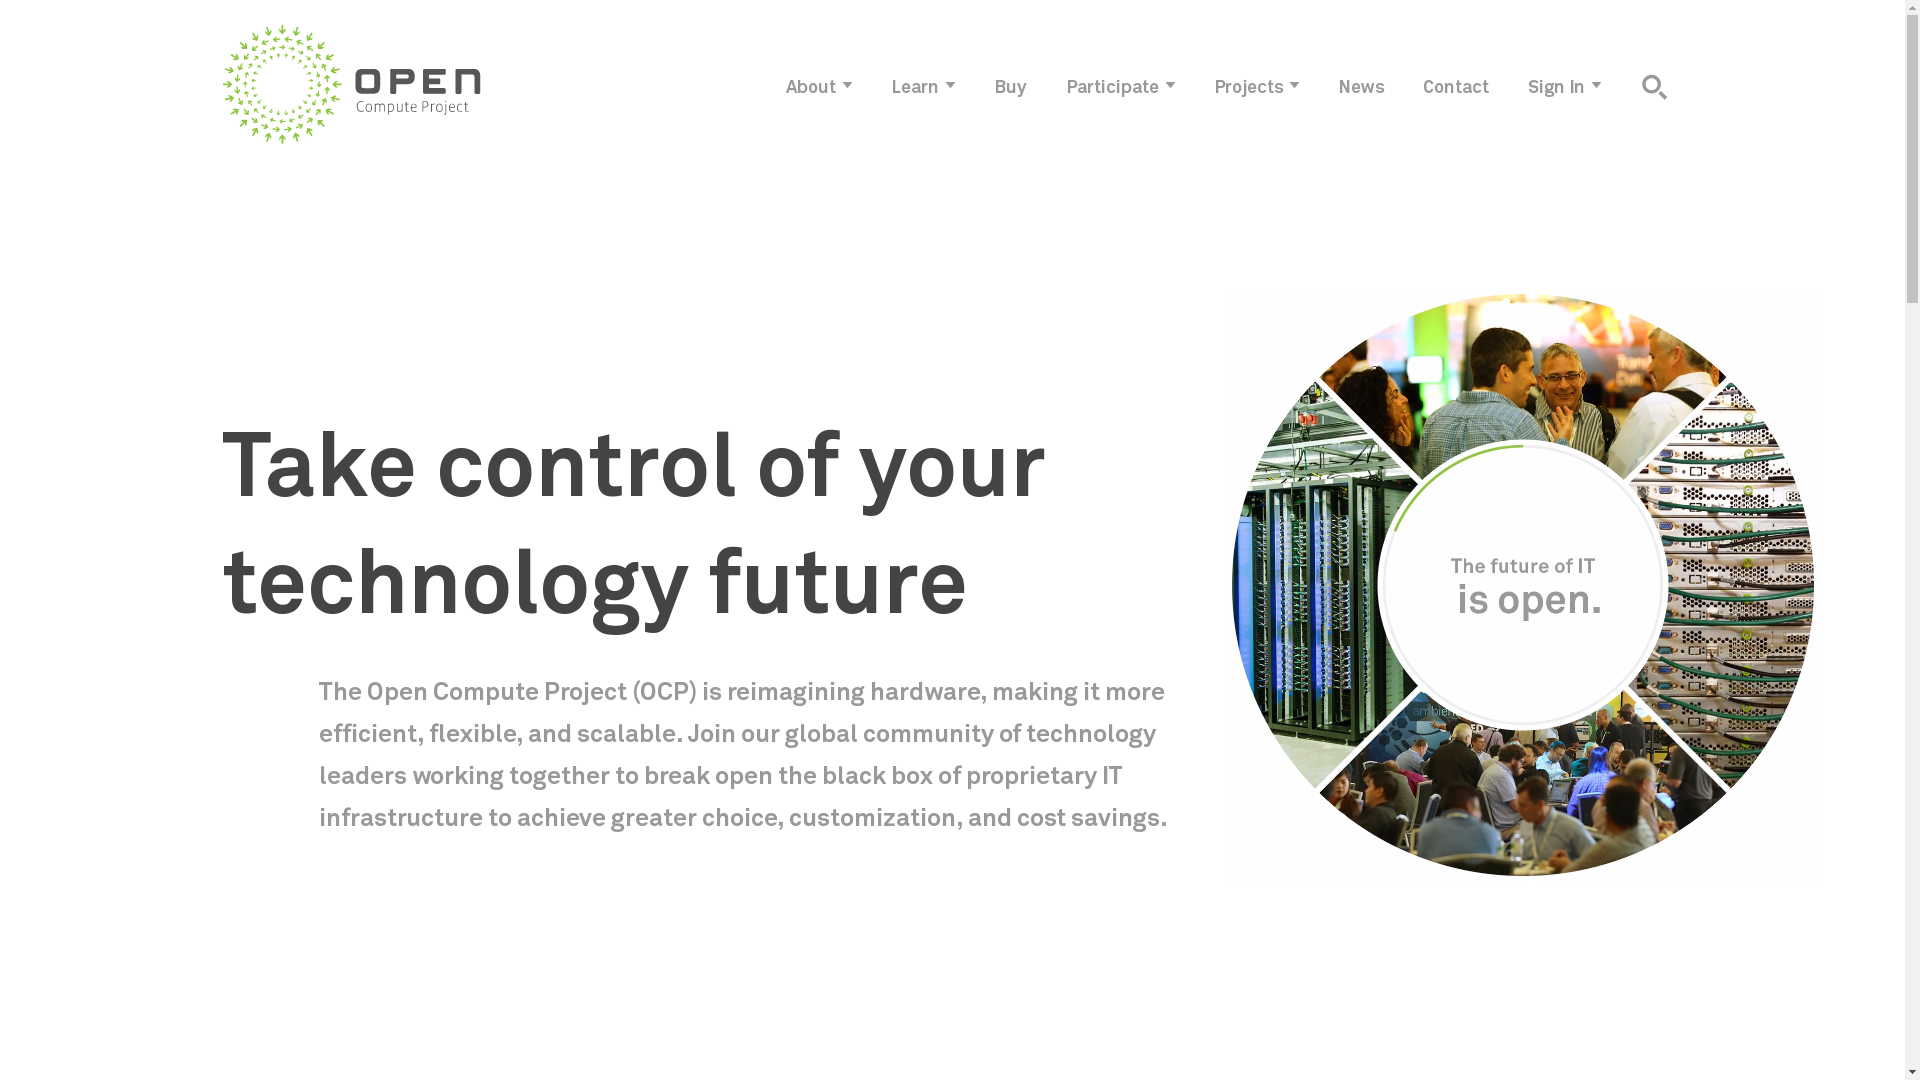 OPEN
Compute Project
About
Learn
Buy
Participate
Projects
News
Contact
Sign In
Take control of your
technology future
The Open Compute Project (OCP) is reimagining hardware, making it more
efficient, flexible, and scalable. Join our global community of technology
leaders working together to break open the black box of proprietary IT
infrastructure to achieve greater choice, customization, and cost savings.
The future of IT
is open.